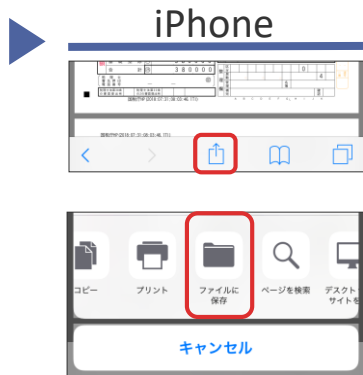 iPhone
380000
コピー
プリント
ファイルに
保存
ページを検索
デスクト
サイトを
キャンセル